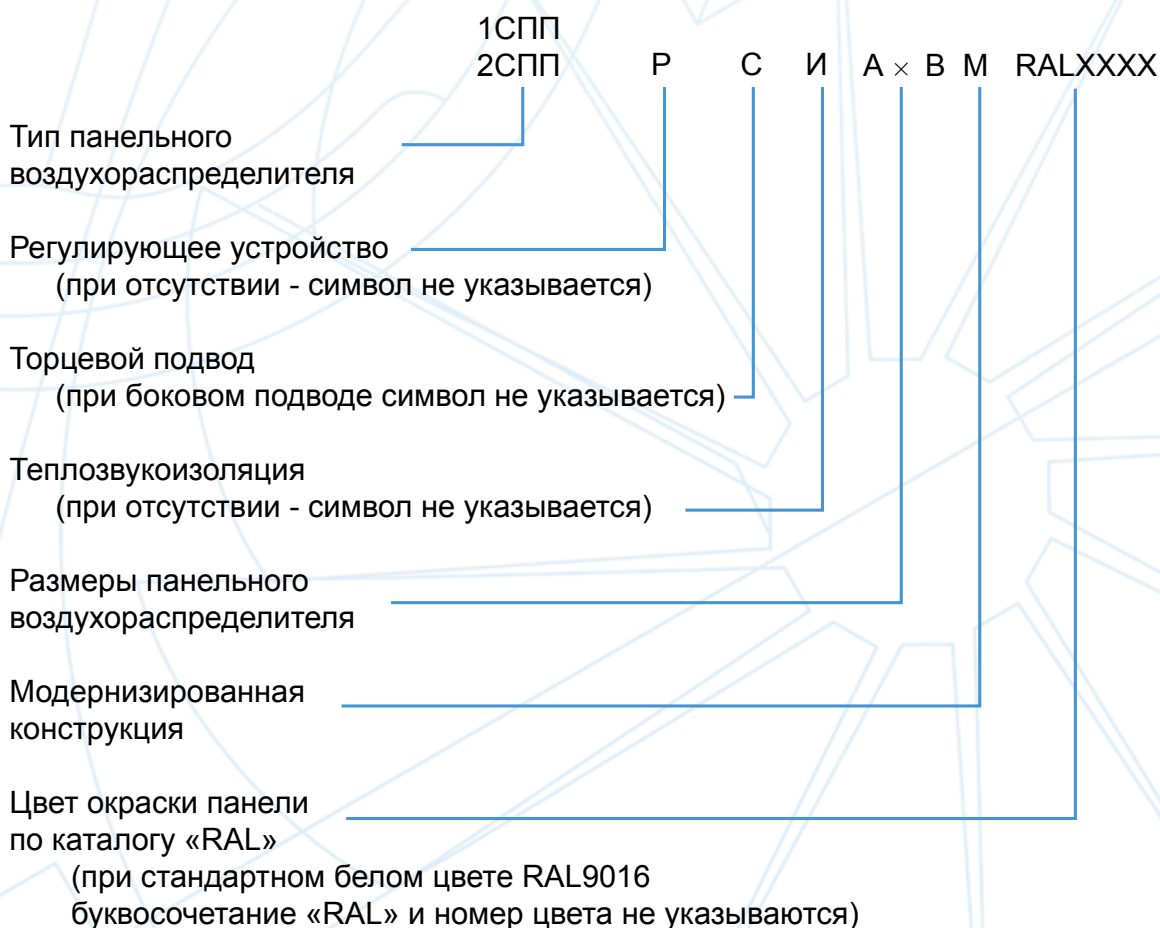 1СПП
2СПП Р С И А × В М RALXXXX
Тип панельного
воздухораспределителя
Регулирующее устройство
(при отсутствии - символ не указывается)
Торцевой подвод
(при боковом подводе символ не указывается)
Теплозвукоизоляция
(при отсутствии - символ не указывается)
Размеры панельного
воздухораспределителя
Модернизированная
конструкция
Цвет окраски панели
по каталогу «RAL»
(при стандартном белом цвете RAL9016
буквосочетание «RAL» и номер цвета не указываются)